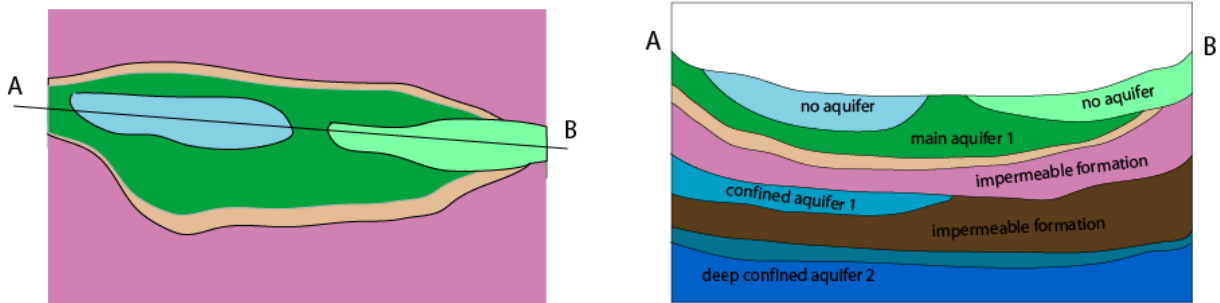 A
B
A
B
no aquifer
no aquifer
main aquifer 1
impermeable formation
confined aquifer 1
impermeable formation
deep confined aquifer 2